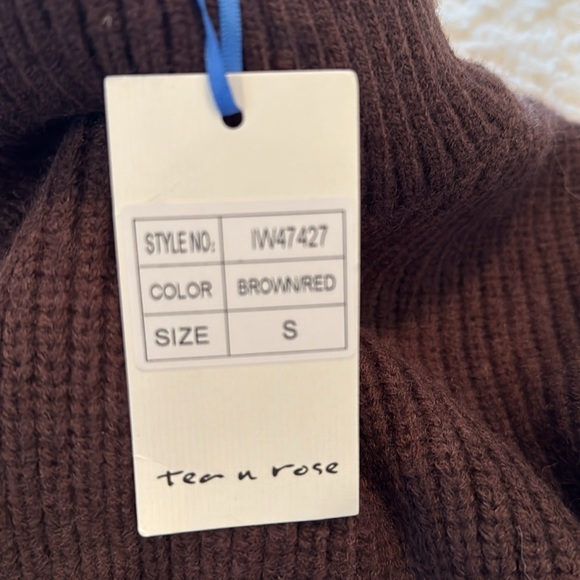 STYLE NO: IW47427
COLOR BROWN/RED
SIZE S
tea n rose